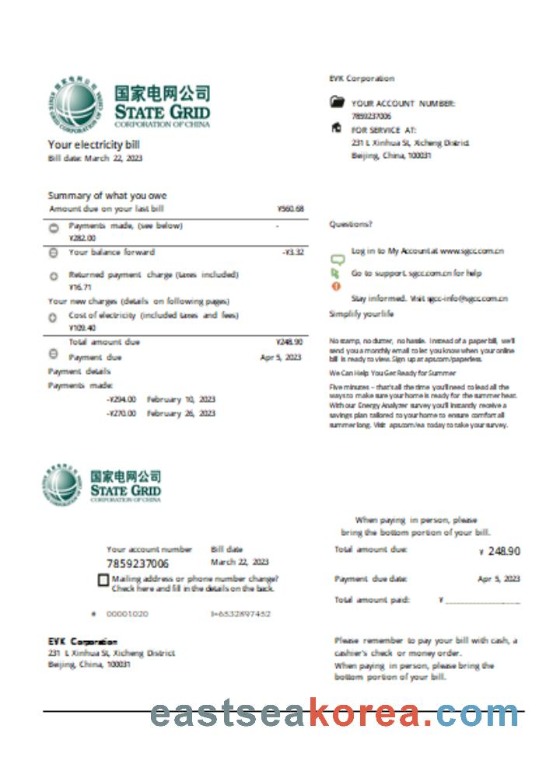 国家电网公司
STATE GRID
CORPORATION OF CHINA
Your electricity bill
Bill date: March 22, 2023
EVK Corporation
YOUR ACCOUNT NUMBER:
7859237006
FOR SERVICE AT:
231 L Xinhua St, Xicheng District
Beijing, China, 100031
Summary of what you owe
Amount due on your last bill ¥560.68
Payments made, (see below) -
¥282.00
Your balance forward -¥3.32
Returned payment charge (taxes included)
¥16.71
Your new charges (details on following pages)
Cost of electricity (included taxes and fees)
¥109.40
Total amount due ¥248.90
Payment due Apr 5, 2023
Payment details
Payments made:
-¥294.00 February 10, 2023
-¥270.00 February 26, 2023
Questions?
Log in to My Account at www.sgcc.com.cn
Go to support.sgcc.com.cn for help
Stay informed. Visit sgcc-info@sgcc.com.cn
Simplify your life
No stamp, no clutter, no hassle. Instead of a paper bill, we'll
send you a monthly email to let you know when your online
bill is ready to view. Sign up at aps.com/paperless.
We Can Help You Get Ready for Summer
Five minutes – that's all the time you'll need to lead all the
ways to make sure your home is ready for the summer heat.
With our Energy Analyzer survey you'll instantly receive a
savings plan tailored to your home to ensure comfort all
summer long. Visit aps.com/ea today to take your survey.
国家电网公司
STATE GRID
CORPORATION OF CHINA
Your account number Bill date
7859237006 March 22, 2023
Mailing address or phone number change?
Check here and fill in the details on the back.
00001020 I=6532897452
EVK Corporation
231 L Xinhua St, Xicheng District
Beijing, China, 100031
When paying in person, please
bring the bottom portion of your bill.
Total amount due: ¥ 248.90
Payment due date: Apr 5, 2023
Total amount paid: ¥
Please remember to pay your bill with cash, a
cashier's check or money order.
When paying in person, please bring the
bottom portion of your bill.
eastseakorea.com